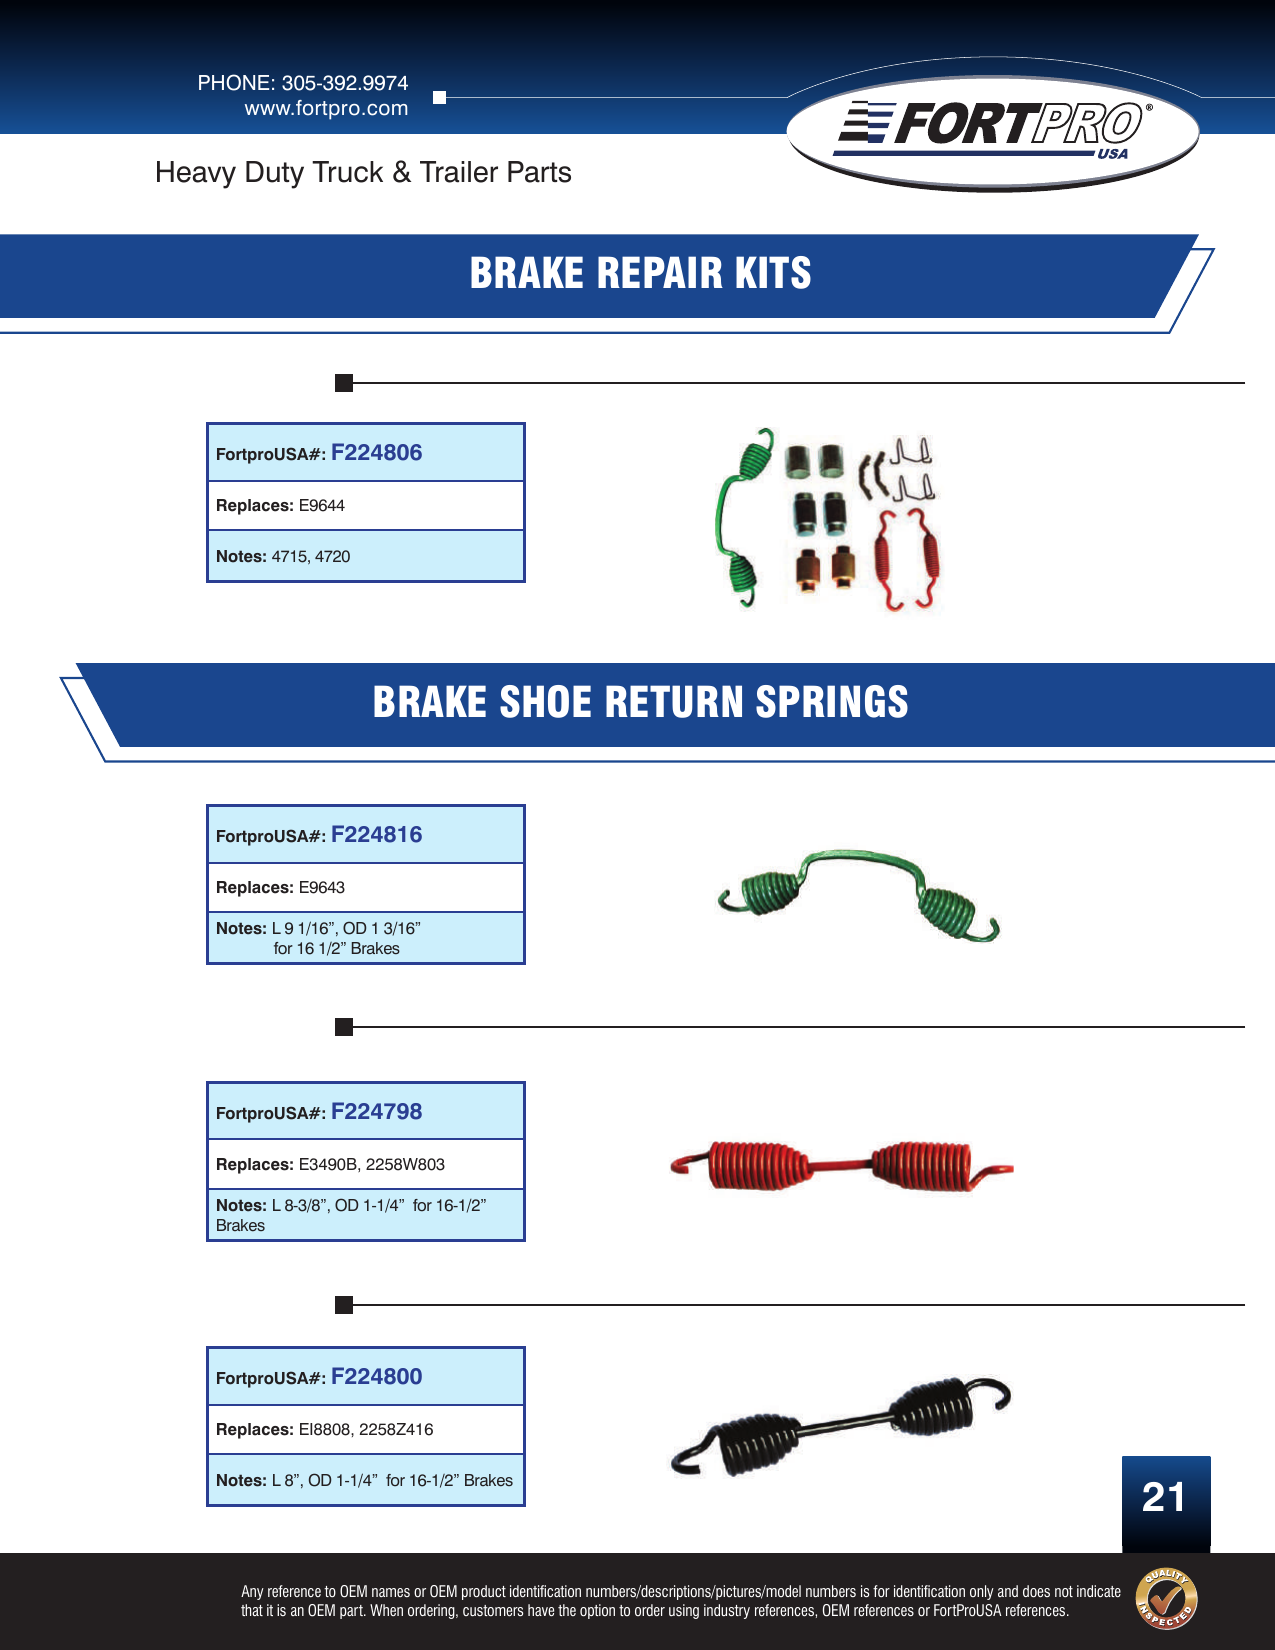 PHONE: 305-392.9974
www.fortpro.com
FORTPRO®
USA
Heavy Duty Truck & Trailer Parts
BRAKE REPAIR KITS
FortproUSA#: F224806
Replaces: E9644
Notes: 4715, 4720
BRAKE SHOE RETURN SPRINGS
FortproUSA#: F224816
Replaces: E9643
Notes: L 9 1/16”, OD 1 3/16”
for 16 1/2” Brakes
FortproUSA#: F224798
Replaces: E3490B, 2258W803
Notes: L 8-3/8”, OD 1-1/4” for 16-1/2”
Brakes
FortproUSA#: F224800
Replaces: EI8808, 2258Z416
Notes: L 8”, OD 1-1/4” for 16-1/2” Brakes
21
Any reference to OEM names or OEM product identification numbers/descriptions/pictures/model numbers is for identification only and does not indicate
that it is an OEM part. When ordering, customers have the option to order using industry references, OEM references or FortProUSA references.
QUALITY
INSPECTED